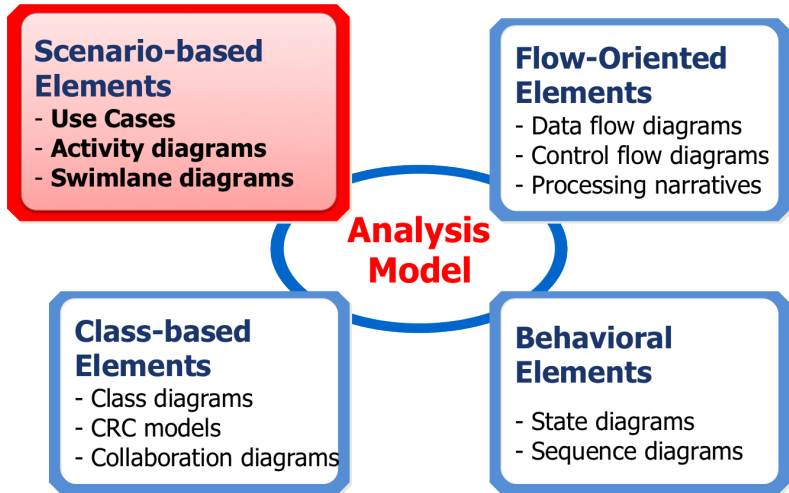 Scenario-based
Elements
- Use Cases
- Activity diagrams
- Swimlane diagrams
Flow-Oriented
Elements
- Data flow diagrams
- Control flow diagrams
- Processing narratives
Analysis
Model
Class-based
Elements
- Class diagrams
- CRC models
- Collaboration diagrams
Behavioral
Elements
- State diagrams
- Sequence diagrams